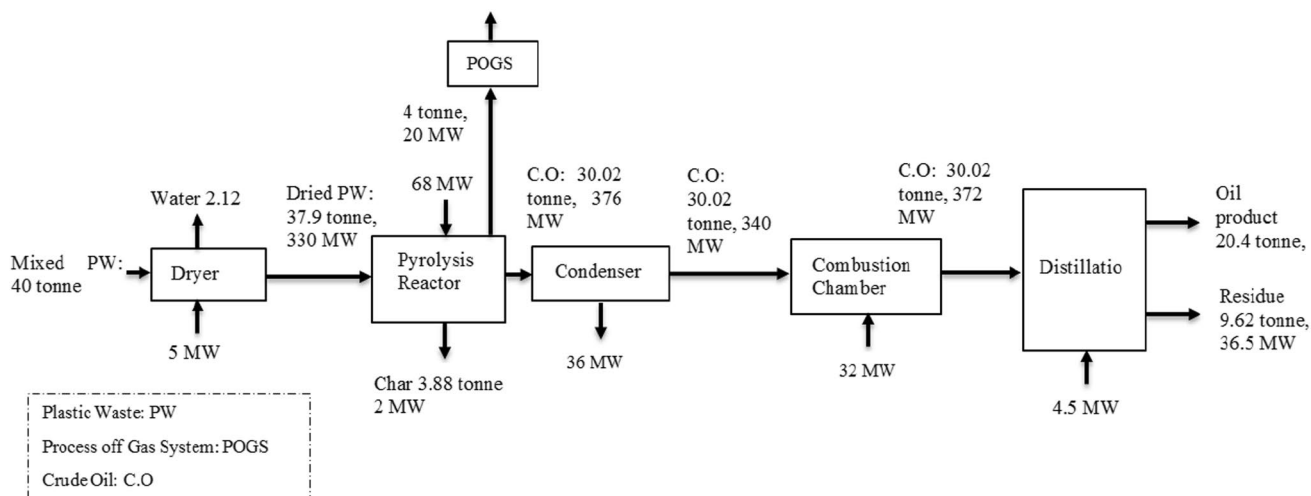 POGS
4 tonne,
20 MW
Water 2.12
Dried PW:
37.9 tonne,
330 MW
68 MW
C.O: 30.02
tonne, 376
MW
C.O:
30.02
tonne, 340
MW
C.O: 30.02
tonne, 372
MW
Oil
product
20.4 tonne,
Mixed PW:
40 tonne
Dryer
Pyrolysis
Reactor
Condenser
Combustion
Chamber
Distillatio
Residue
9.62 tonne,
36.5 MW
5 MW
Char 3.88 tonne
2 MW
36 MW
32 MW
4.5 MW
Plastic Waste: PW
Process off Gas System: POGS
Crude Oil: C.O